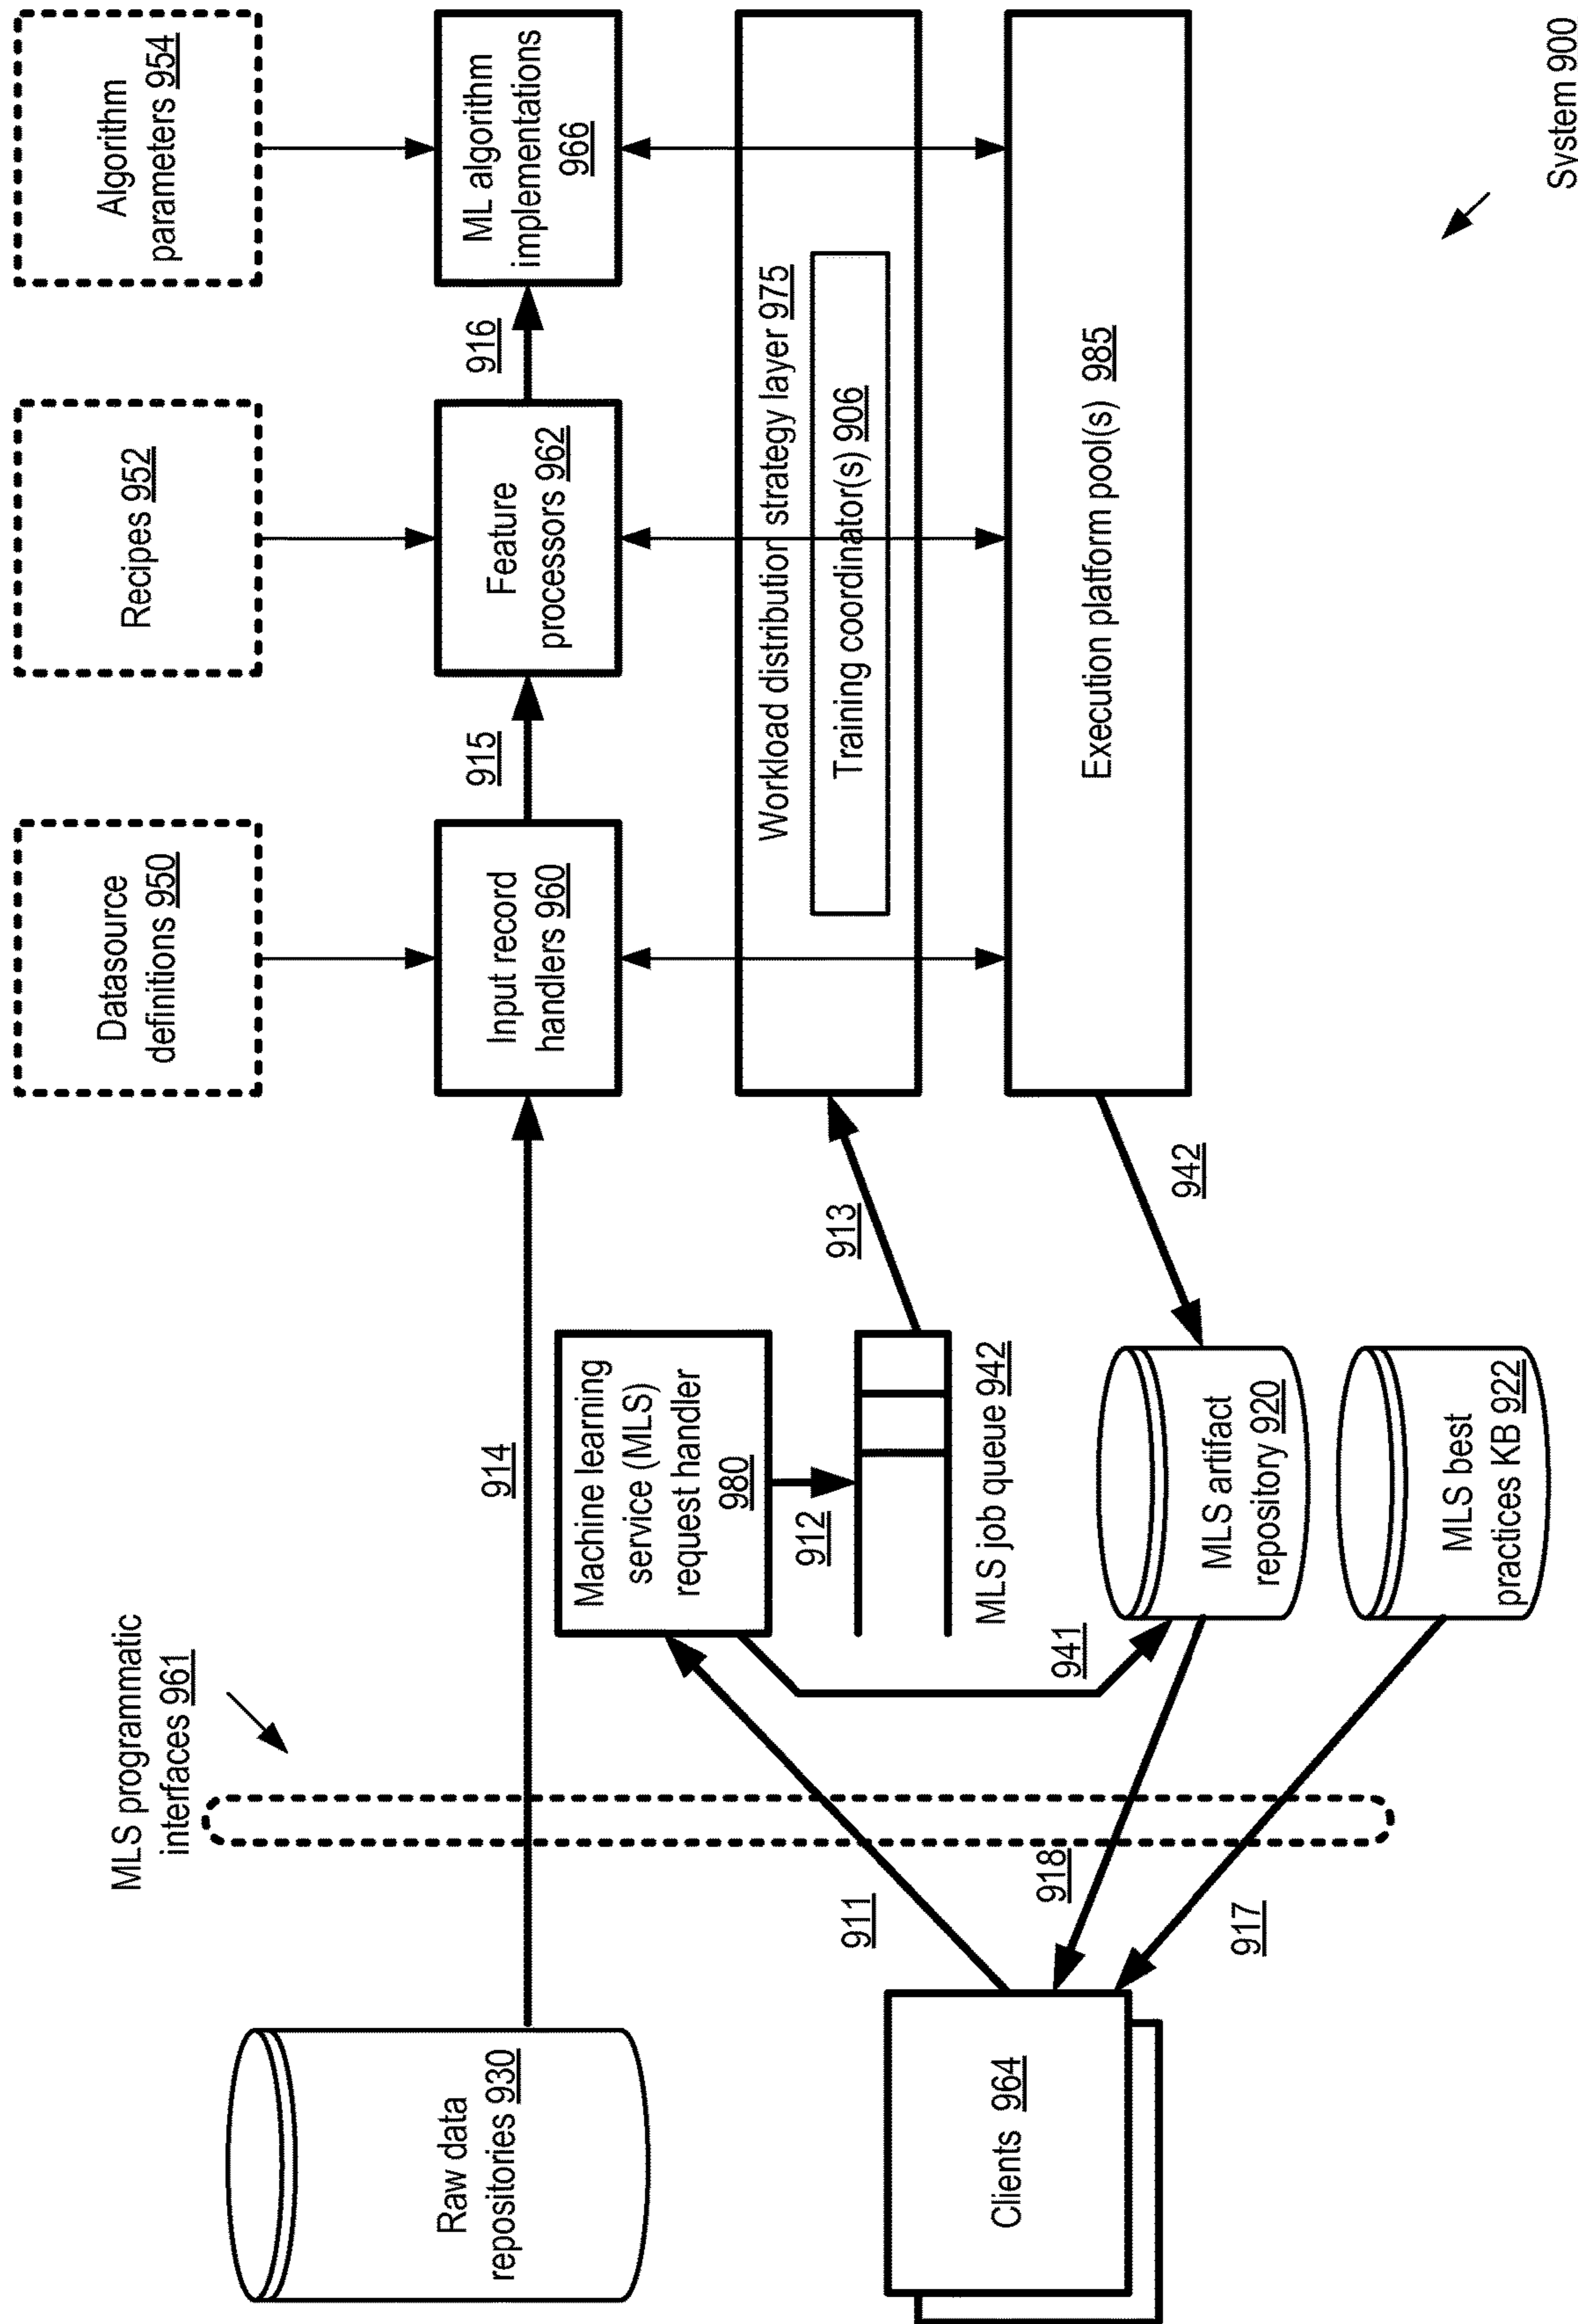 MLS programmatic
interfaces 961
Datasource
definitions 950
Recipes 952
Algorithm
parameters 954
Raw data
repositories 930
914
Input record
handlers 960
915
Feature
processors 962
916
ML algorithm
implementations
966
Machine learning
service (MLS)
request handler
980
911
912
913
Workload distribution strategy layer 975
Training coordinator(s) 906
MLS job queue 942
941
Clients 964
918
942
Execution platform pool(s) 985
MLS artifact
repository 920
917
MLS best
practices KB 922
System 900